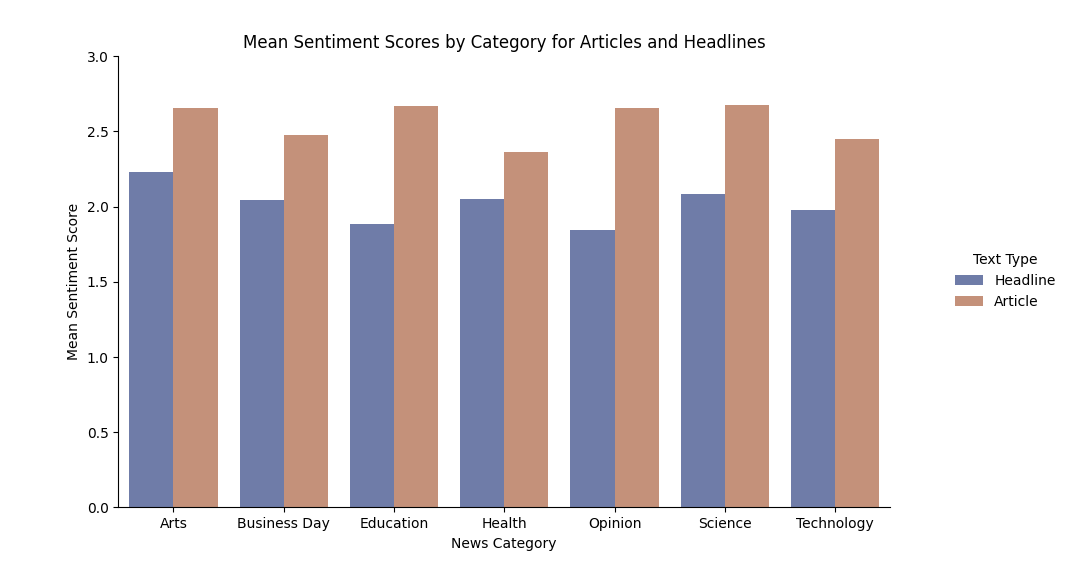 Mean Sentiment Scores by Category for Articles and Headlines
3.0
2.5
2.0
1.5
1.0
0.5
0.0
Mean Sentiment Score
Arts
Business Day
Education
Health
Opinion
Science
Technology
News Category
Text Type
Headline
Article